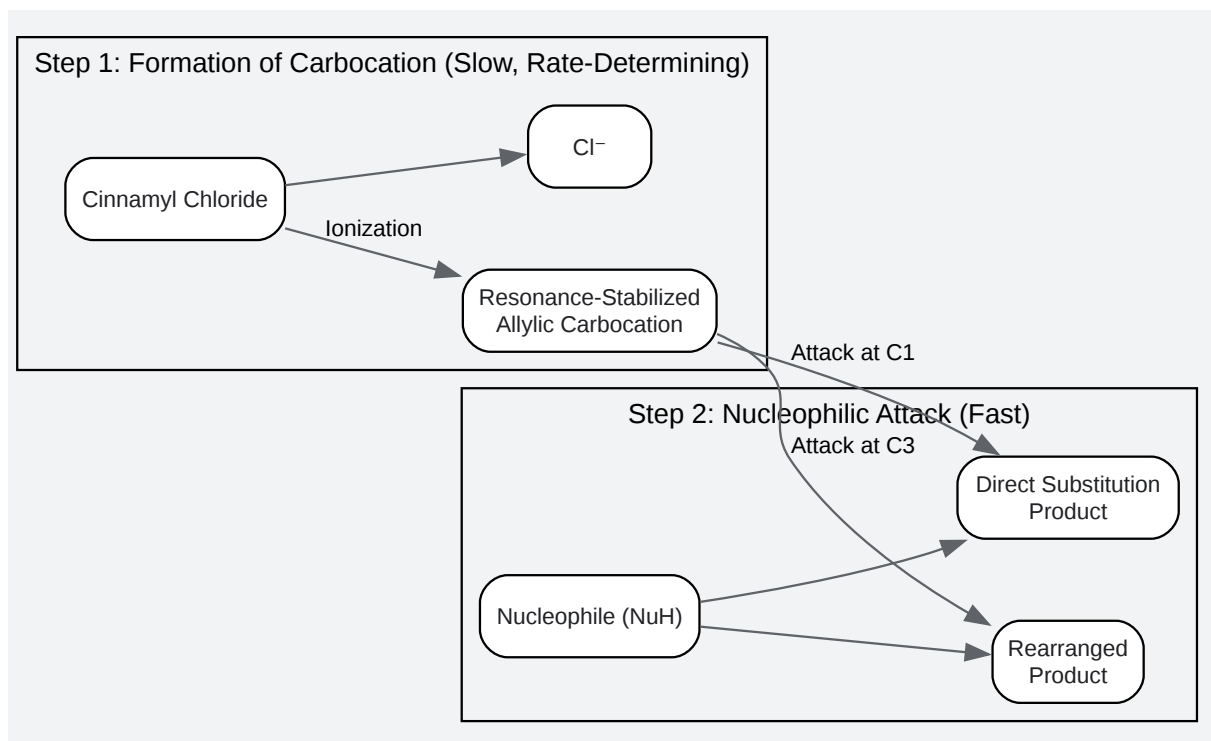 Step 1: Formation of Carbocation (Slow, Rate-Determining)
Cl⁻
Cinnamyl Chloride
Ionization
Resonance-Stabilized
Allylic Carbocation
Attack at C1
Step 2: Nucleophilic Attack (Fast)
Attack at C3
Direct Substitution
Product
Nucleophile (NuH)
Rearranged
Product